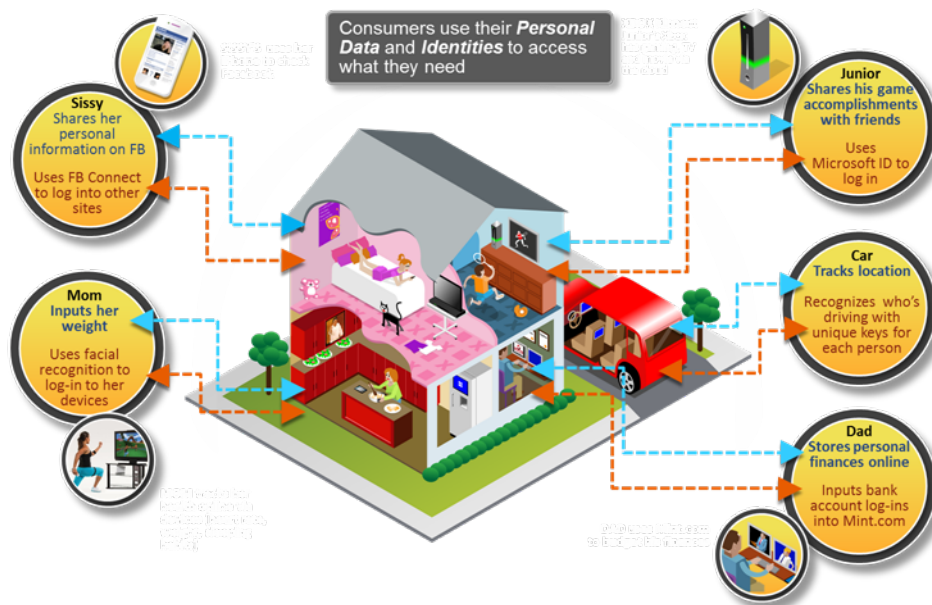 Consumers use their Personal
Data and Identities to access
what they need
Sissy
Shares her
personal
information on FB
Uses FB Connect
to log into other
sites
Junior
Shares his game
accomplishments
with friends
Uses
Microsoft ID to
log in
Mom
Inputs her
weight
Uses facial
recognition to
log-in to her
devices
Car
Tracks location
Recognizes who's
driving with
unique keys for
each person
Dad
Stores personal
finances online
Inputs bank
account log-ins
into Mint.com